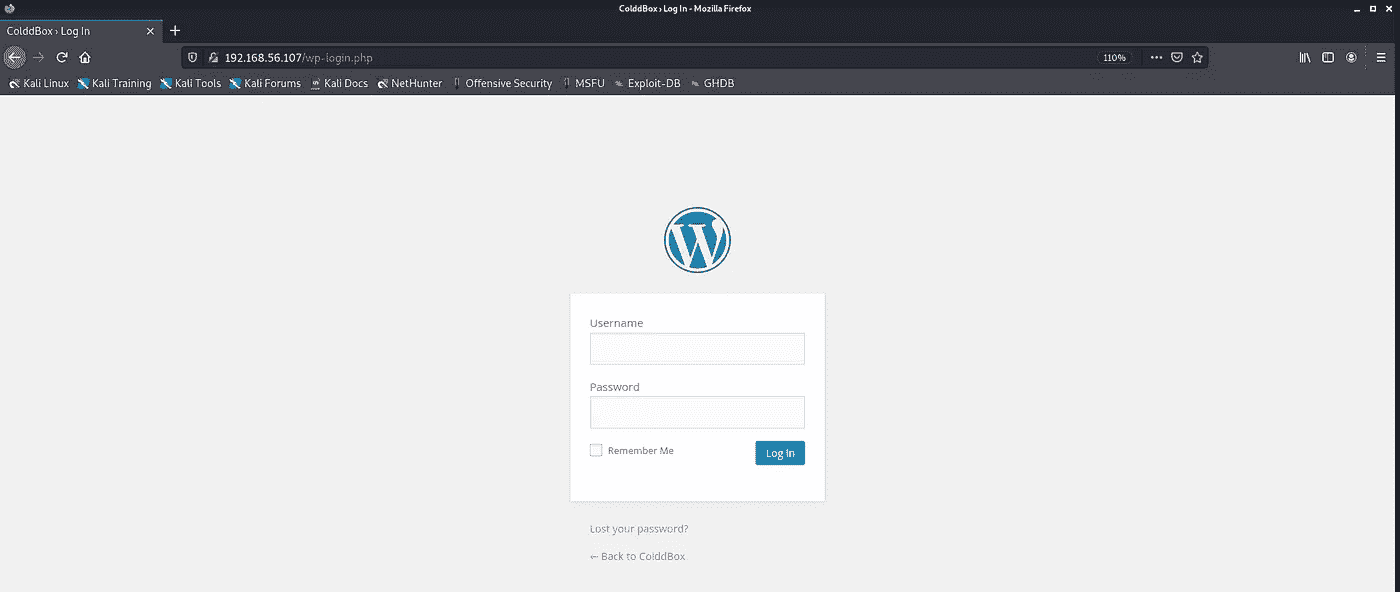 ColddBox › Log In - Mozilla Firefox
ColddBox › Log In
192.168.56.107/wp-login.php 110%
Kali Linux Kali Training Kali Tools Kali Forums Kali Docs NetHunter Offensive Security MSFU Exploit-DB GHDB
Username
Password
Remember Me Log In
Lost your password?
← Back to ColddBox